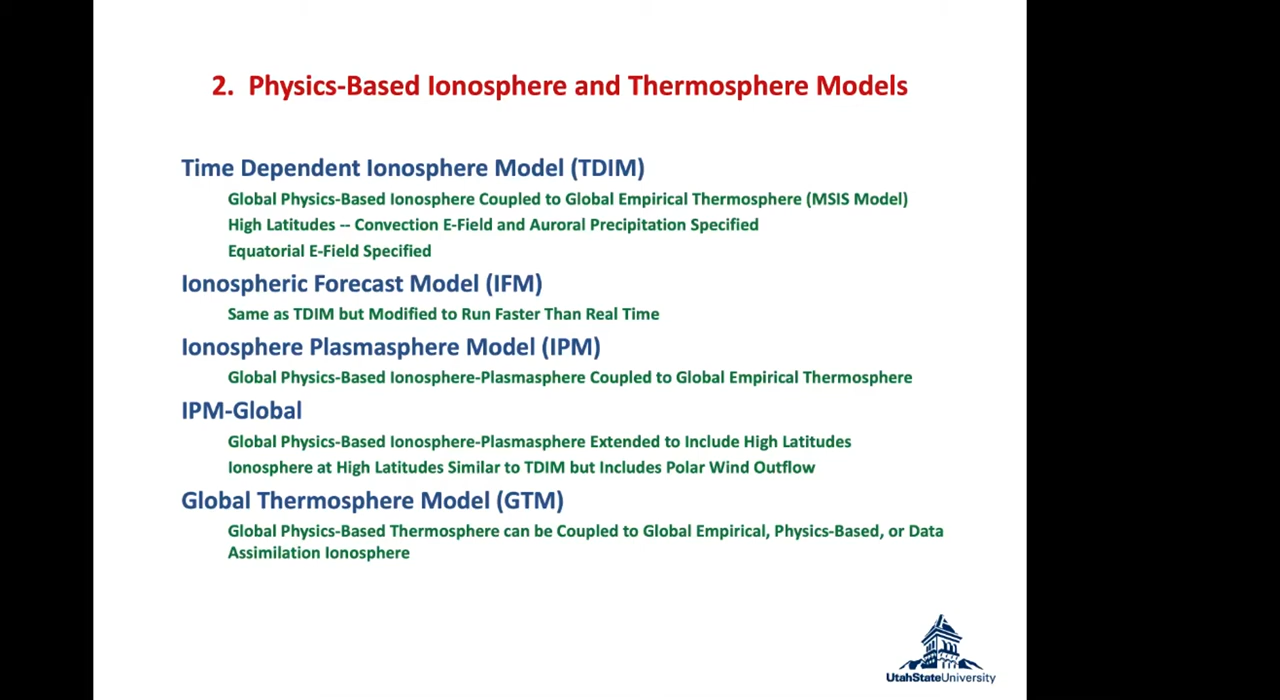 2. Physics-Based Ionosphere and Thermosphere Models
Time Dependent Ionosphere Model (TDIM)
Global Physics-Based Ionosphere Coupled to Global Empirical Thermosphere (MSIS Model)
High Latitudes -- Convection E-Field and Auroral Precipitation Specified
Equatorial E-Field Specified
Ionospheric Forecast Model (IFM)
Same as TDIM but Modified to Run Faster Than Real Time
Ionosphere Plasmasphere Model (IPM)
Global Physics-Based Ionosphere-Plasmasphere Coupled to Global Empirical Thermosphere
IPM-Global
Global Physics-Based Ionosphere-Plasmasphere Extended to Include High Latitudes
Ionosphere at High Latitudes Similar to TDIM but Includes Polar Wind Outflow
Global Thermosphere Model (GTM)
Global Physics-Based Thermosphere can be Coupled to Global Empirical, Physics-Based, or Data
Assimilation Ionosphere
UtahStateUniversity